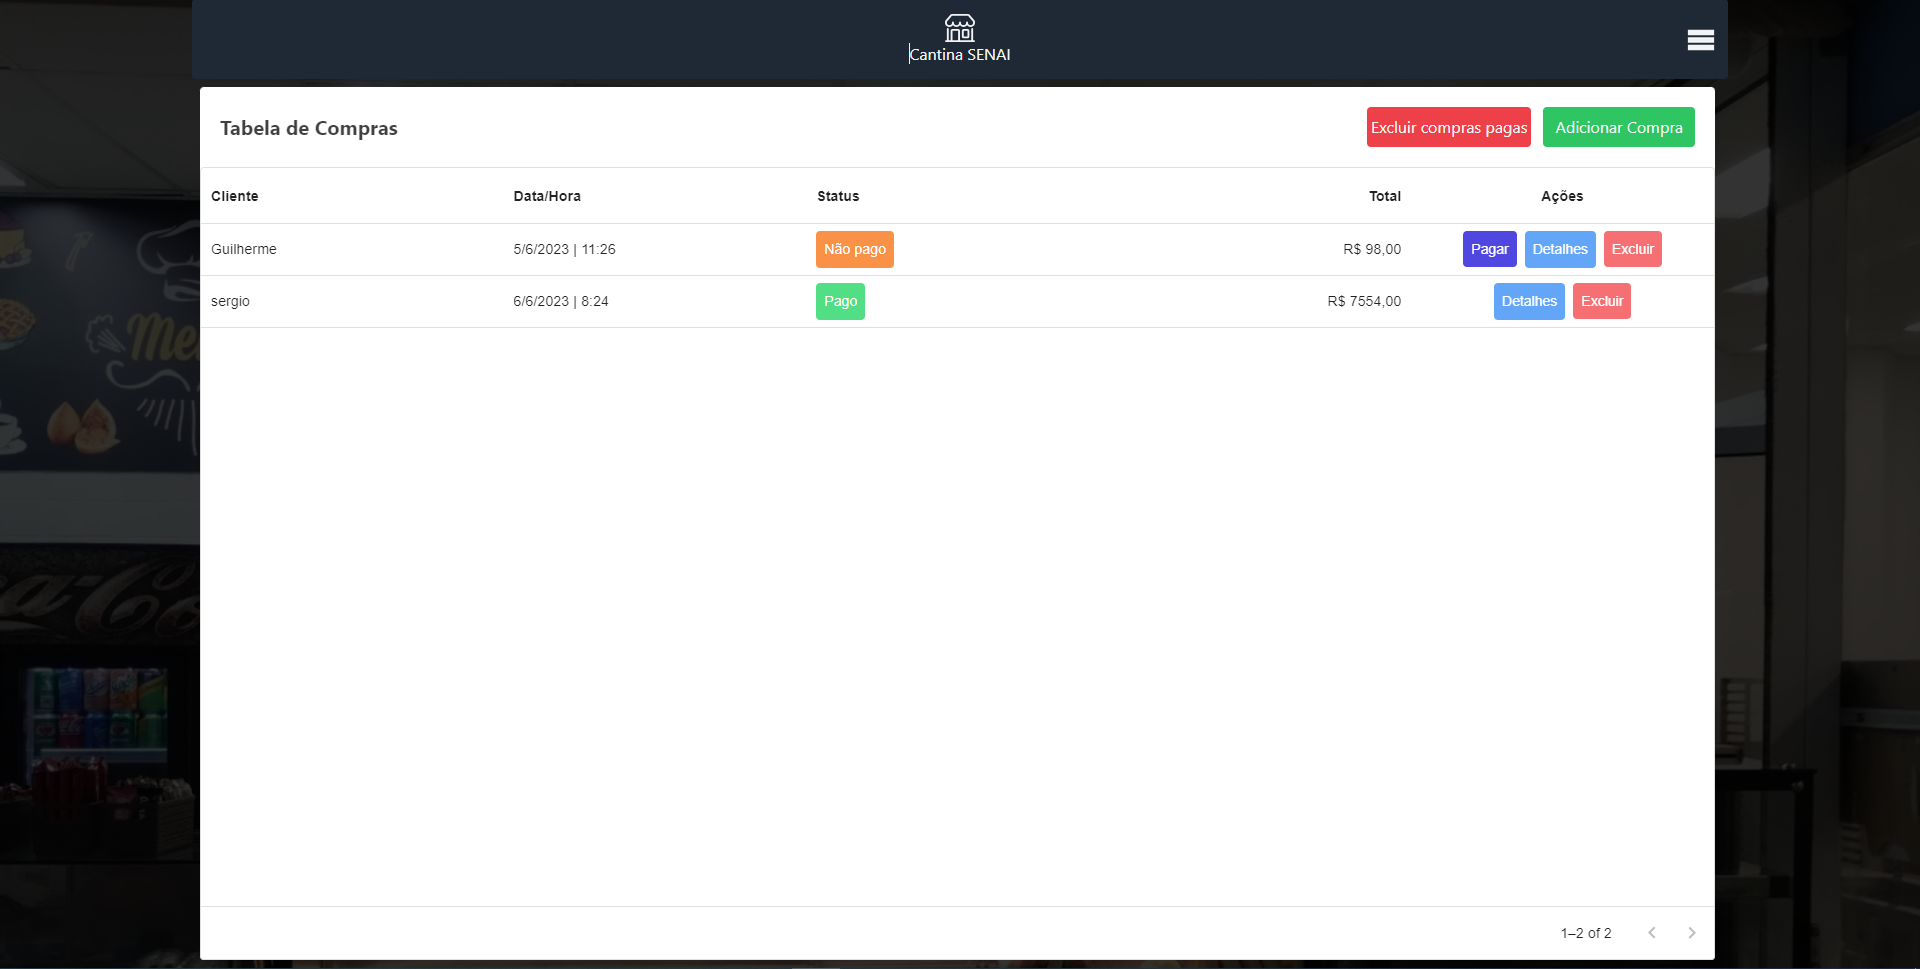 Cantina SENAI
Tabela de Compras
Excluir compras pagas
Adicionar Compra
Cliente Data/Hora Status Total Ações
Guilherme 5/6/2023 | 11:26 Não pago R$ 98,00 Pagar Detalhes Excluir
sergio 6/6/2023 | 8:24 Pago R$ 7554,00 Detalhes Excluir
1–2 of 2